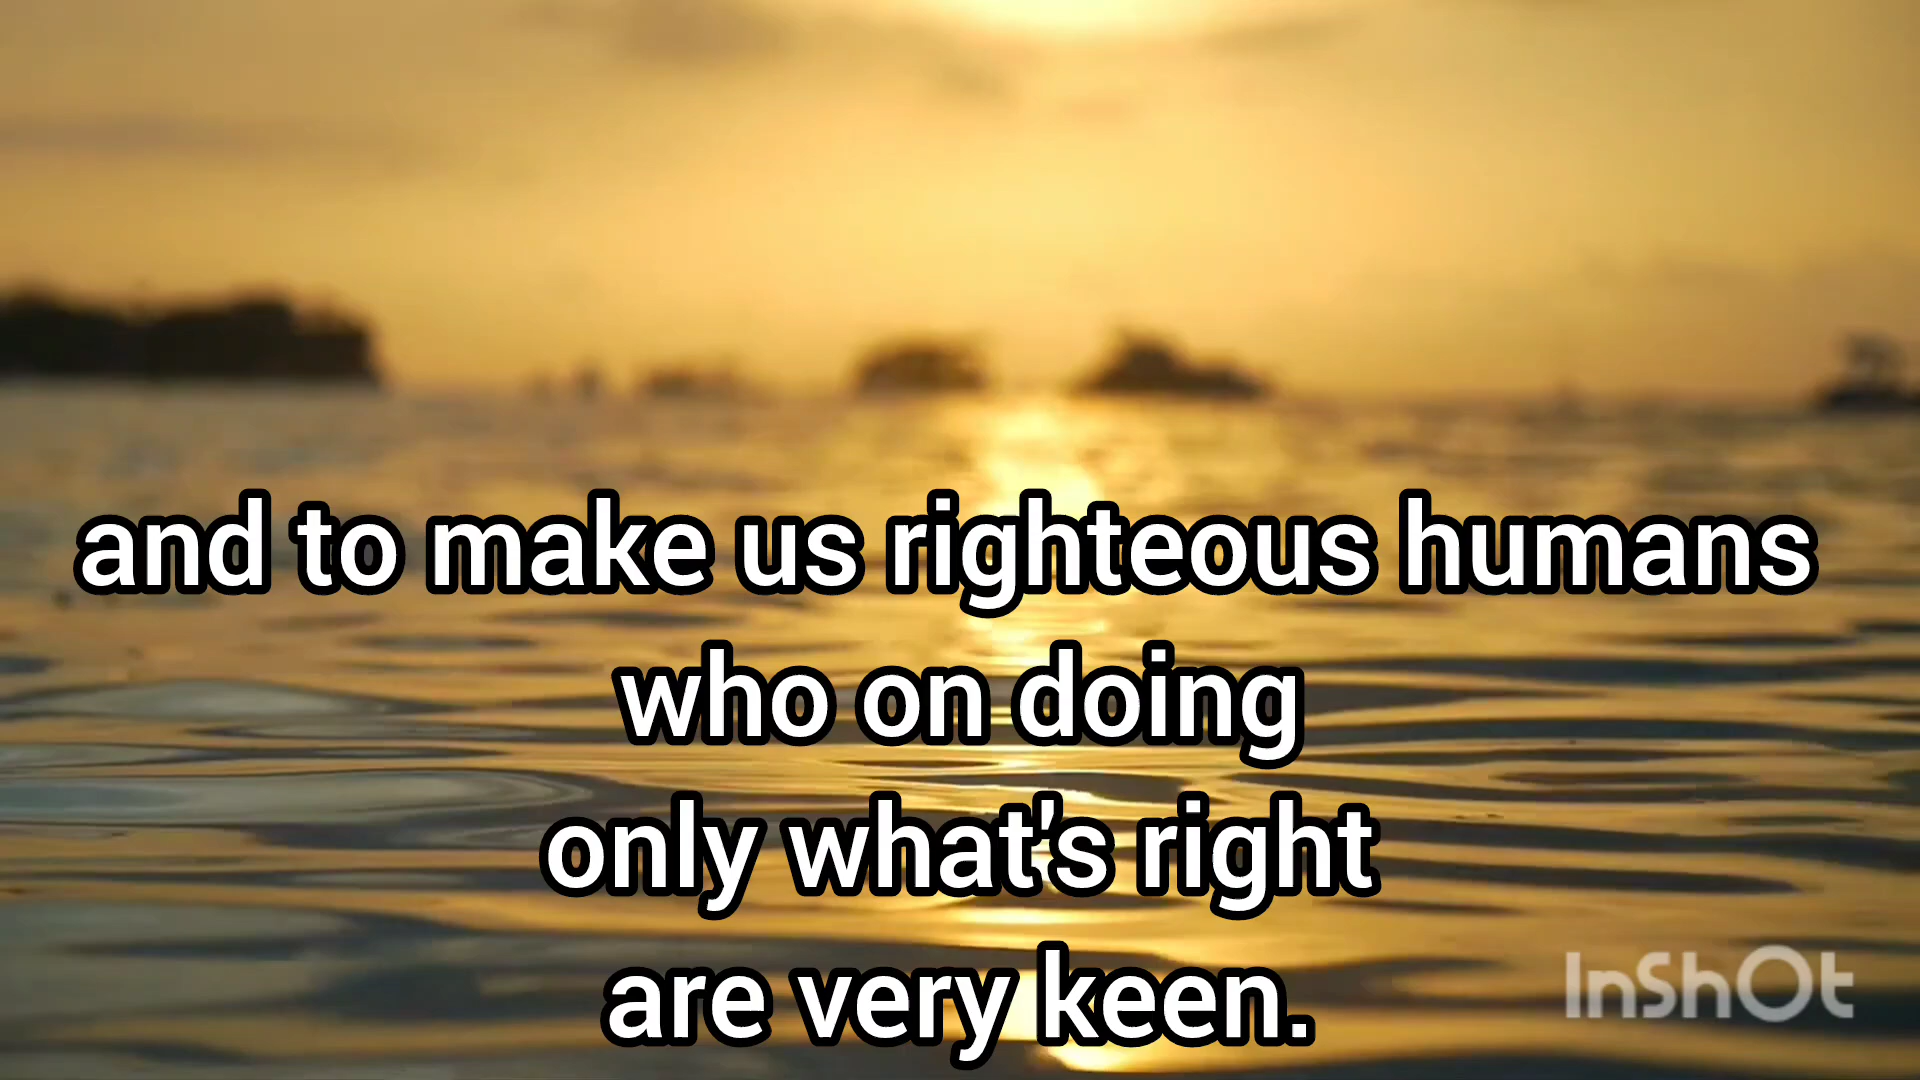 and to make us righteous humans
who on doing
only what's right
are very keen.
InShOt